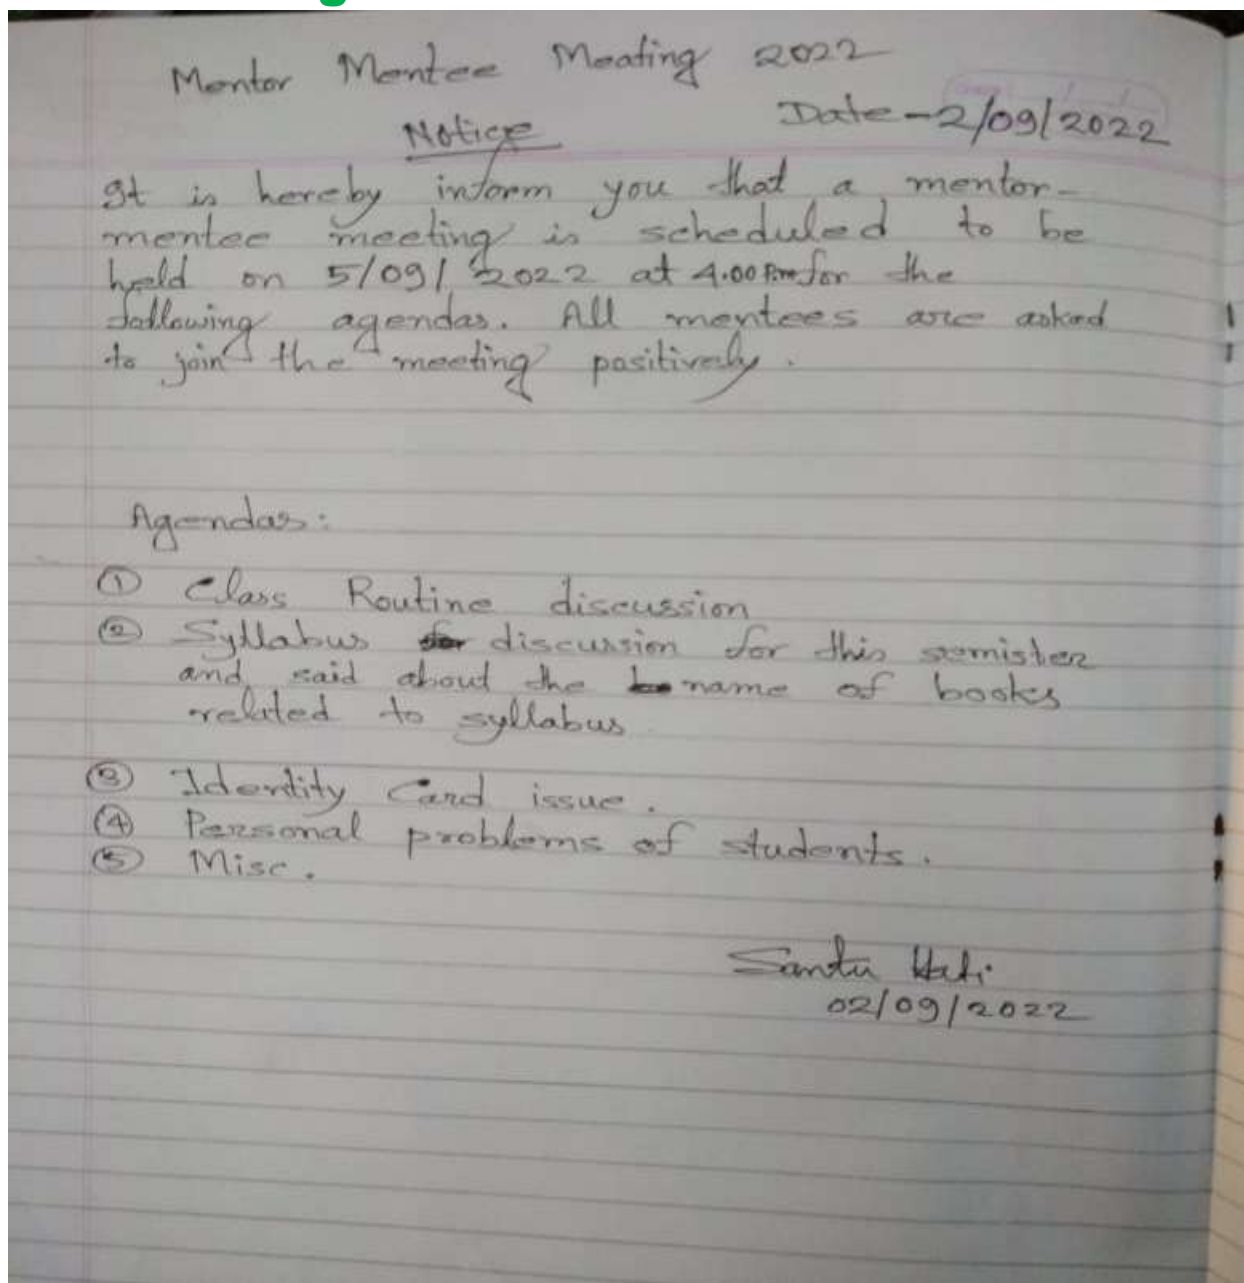 Mentor Mentee Meating 2022
Date - 2/09/2022
Notice
It is hereby inform you that a mentor-
mentee meeting is scheduled to be
held on 5/09/2022 at 4.00 Pm for the
following agendas. All mentees are asked
to join the meeting positively.
Agendas:
① Class Routine discussion
② Syllabus discussion for this semister
and said about the name of books
related to syllabus
③ Identity Card issue.
④ Personal problems of students.
⑤ Misc.
Santu Hati
02/09/2022